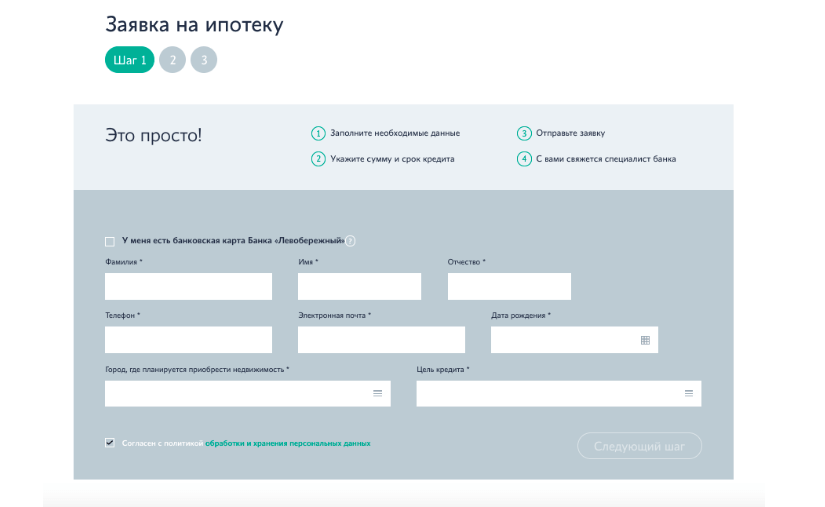 Заявка на ипотеку
Шаг 1 2 3
Это просто!
1 Заполните необходимые данные
2 Укажите сумму и срок кредита
3 Отправьте заявку
4 С вами свяжется специалист банка
У меня есть банковская карта Банка «Левобережный» ?
Фамилия * Имя * Отчество *
Телефон * Электронная почта * Дата рождения *
Город, где планируется приобрести недвижимость * Цель кредита *
Согласен с политикой обработки и хранения персональных данных
Следующий шаг